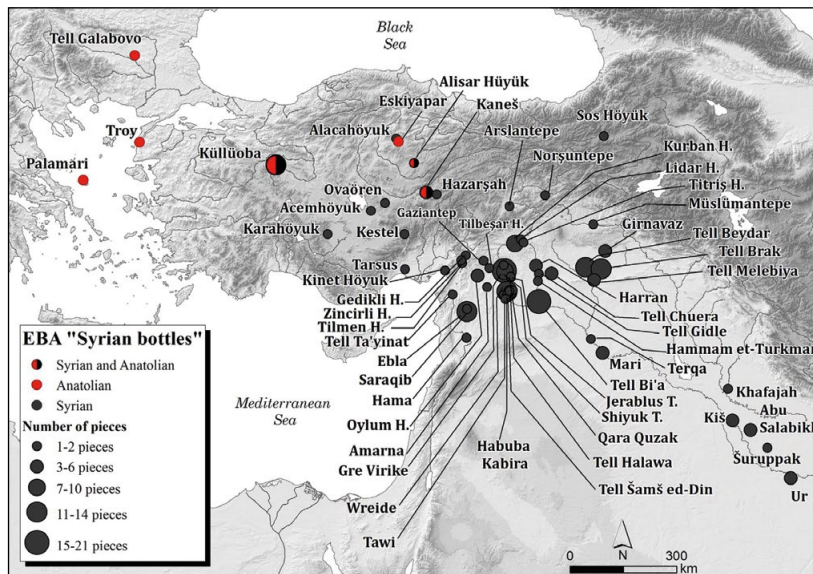 Black
Sea
Tell Galabovo
Alisar Hüyük
Eskiyapar
Kaneš
Alacahöyuk
Arslantepe
Sos Höyük
Troy
Kurban H.
Küllüoba
Norşuntepe
Lidar H.
Palamari
Hazarşah
Titriş H.
Ovaören
Müslümantepe
Acemhöyuk
Gaziantep
Tilbeşar H.
Girnavaz
Karahöyuk
Kestel
Tell Beydar
Tell Brak
Tarsus
Tell Melebiya
Kinet Höyuk
Gedikli H.
Harran
Zincirli H.
Tell Chuera
Tilmen H.
Tell Gidle
Tell Ta'yinat
Hammam et-Turkman
Ebla
Mari
Terqa
Saraqib
Tell Bi'a
Khafajah
Hama
Jerablus T.
Abu
Salabikh
Mediterranean
Sea
Shiyuk T.
Kiš
Oylum H.
Qara Quzak
Amarna
Habuba
Kabira
Tell Halawa
Šuruppak
Gre Virike
Tell Šamš ed-Din
Ur
Wreide
Tawi
EBA "Syrian bottles"
Syrian and Anatolian
Anatolian
Syrian
Number of pieces
1-2 pieces
3-6 pieces
7-10 pieces
11-14 pieces
15-21 pieces
0 N 300
km